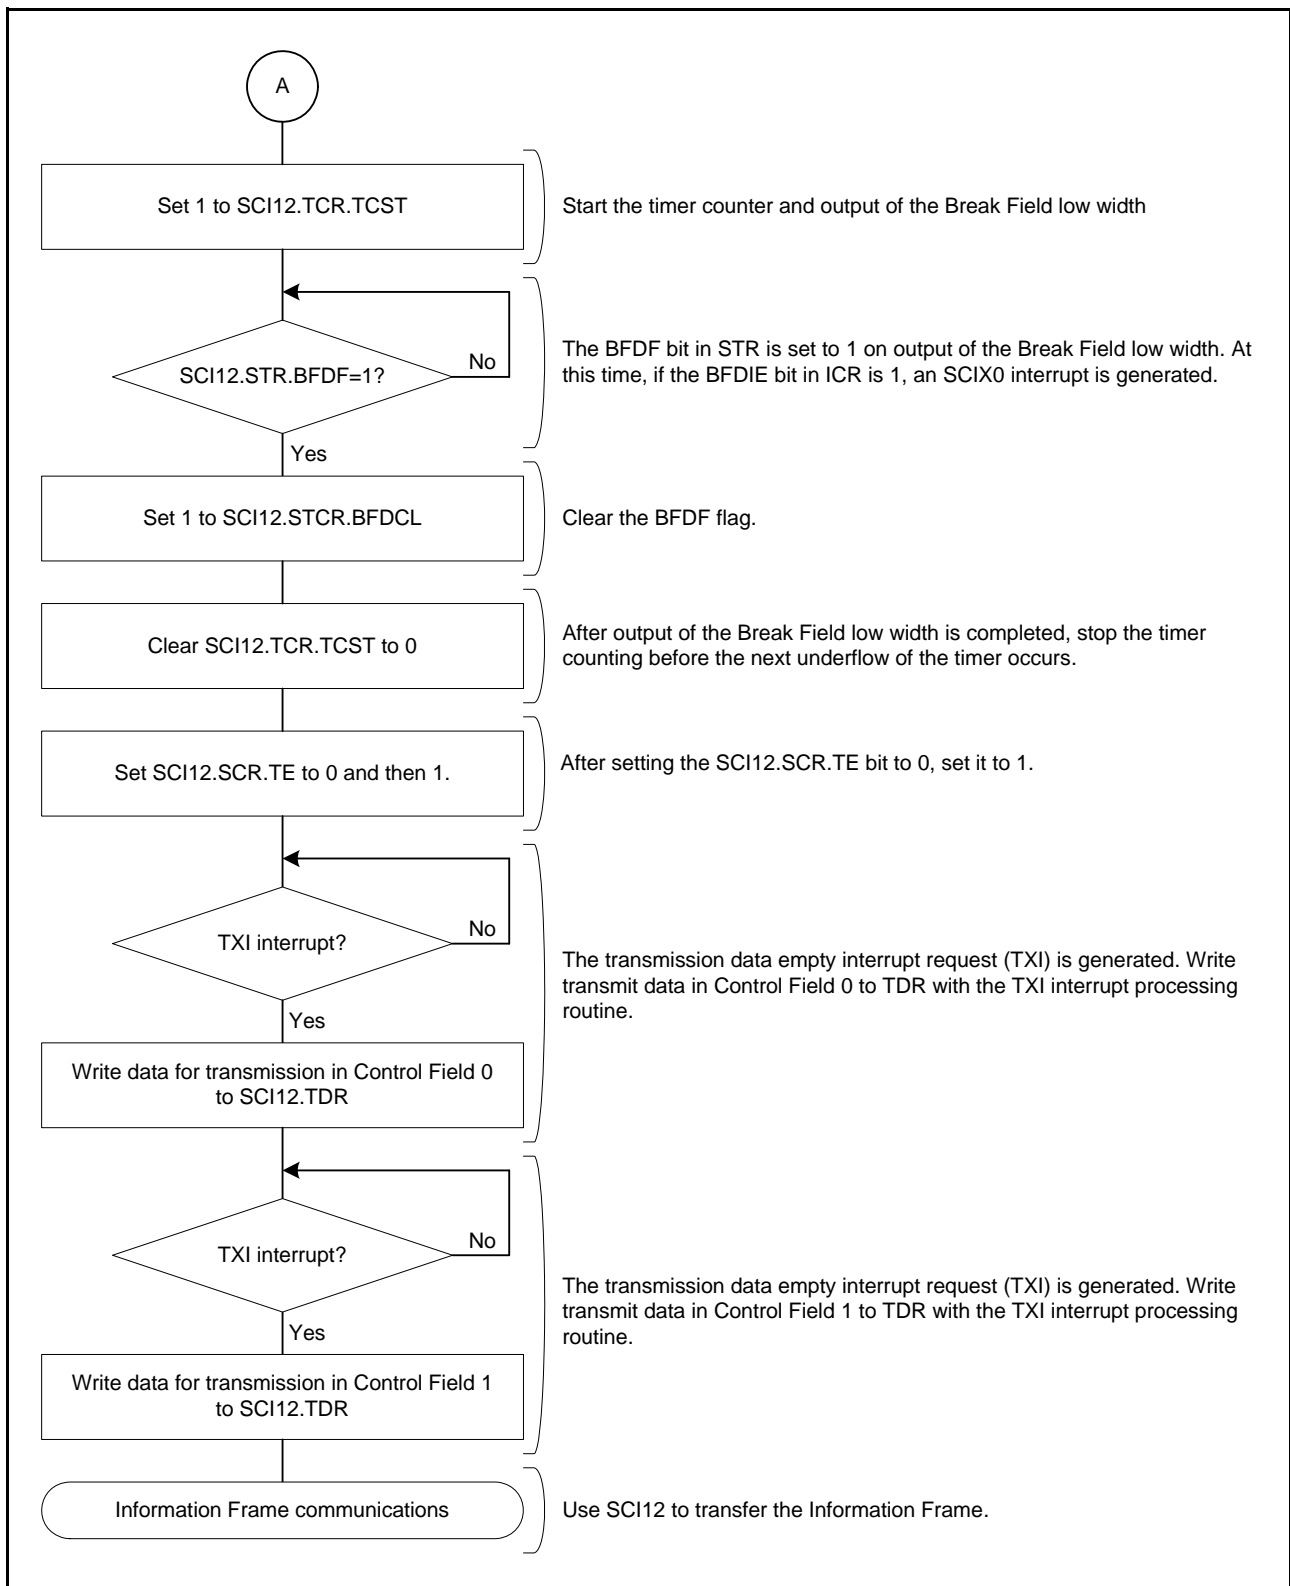 A
Set 1 to SCI12.TCR.TCST
Start the timer counter and output of the Break Field low width
SCI12.STR.BFDF=1?
No
The BFDF bit in STR is set to 1 on output of the Break Field low width. At
this time, if the BFDIE bit in ICR is 1, an SCIX0 interrupt is generated.
Yes
Set 1 to SCI12.STCR.BFDCL
Clear the BFDF flag.
Clear SCI12.TCR.TCST to 0
After output of the Break Field low width is completed, stop the timer
counting before the next underflow of the timer occurs.
Set SCI12.SCR.TE to 0 and then 1.
After setting the SCI12.SCR.TE bit to 0, set it to 1.
TXI interrupt?
No
The transmission data empty interrupt request (TXI) is generated. Write
transmit data in Control Field 0 to TDR with the TXI interrupt processing
routine.
Yes
Write data for transmission in Control Field 0
to SCI12.TDR
TXI interrupt?
No
The transmission data empty interrupt request (TXI) is generated. Write
transmit data in Control Field 1 to TDR with the TXI interrupt processing
routine.
Yes
Write data for transmission in Control Field 1
to SCI12.TDR
Information Frame communications
Use SCI12 to transfer the Information Frame.